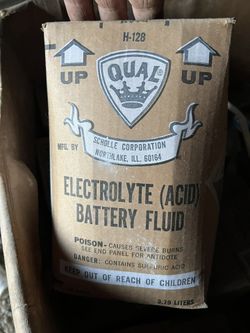 H-128
UP
QUAL®
UP
MFG. BY
SCHOLLE CORPORATION
NORTHLAKE, ILL. 60164
ELECTROLYTE (ACID)
BATTERY FLUID
POISON- CAUSES SEVERE BURNS
SEE END PANEL FOR ANTIDOTE
DANGER: CONTAINS SULFURIC ACID
KEEP OUT OF REACH OF CHILDREN
3.79 LITERS